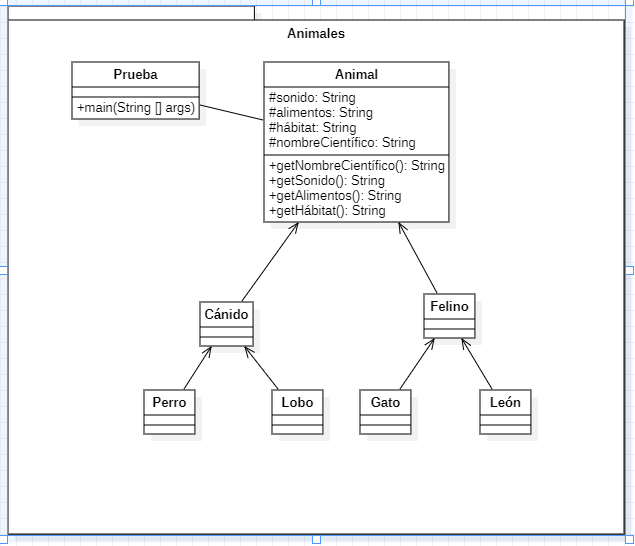 Animales
Prueba
+main(String [] args)
Animal
#sonido: String
#alimentos: String
#hábitat: String
#nombreCientífico: String
+getNombreCientífico(): String
+getSonido(): String
+getAlimentos(): String
+getHábitat(): String
Cánido
Felino
Perro
Lobo
Gato
León